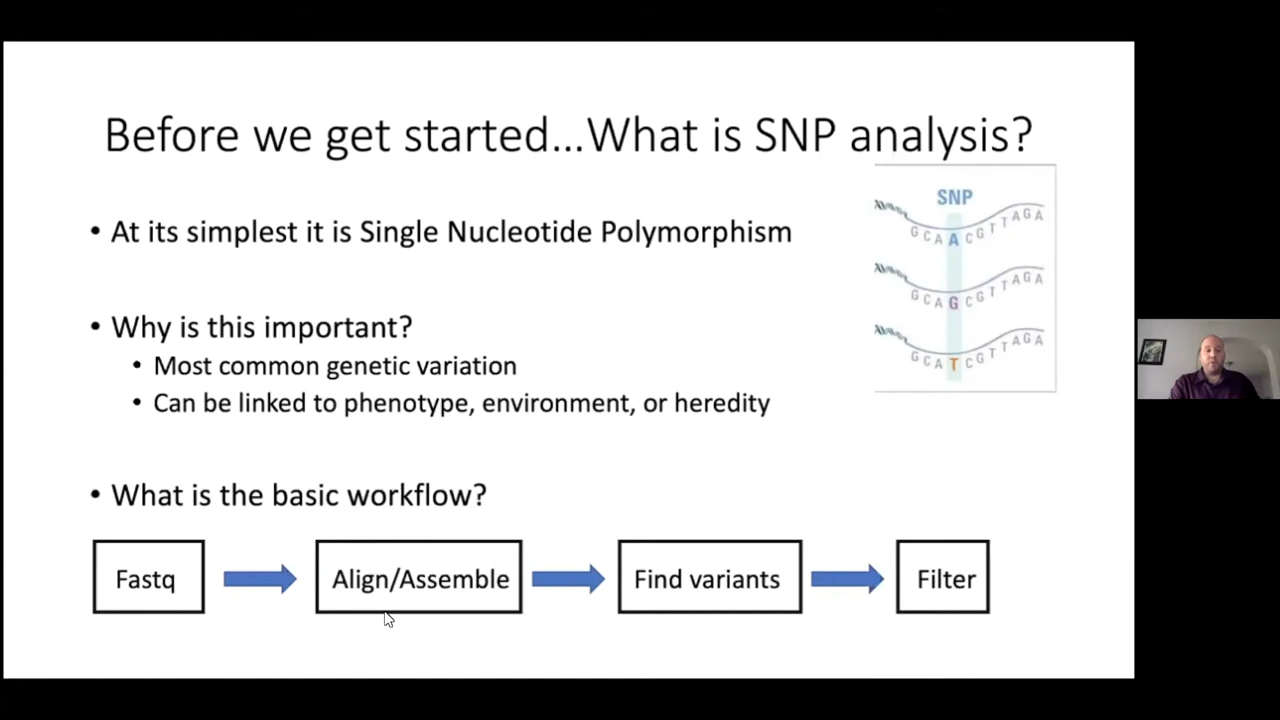 Before we get started...What is SNP analysis?
• At its simplest it is Single Nucleotide Polymorphism
SNP
GCAACGTTAGA
GCAGCGTTAGA
GCATCGTTAGA
• Why is this important?
• Most common genetic variation
• Can be linked to phenotype, environment, or heredity
• What is the basic workflow?
Fastq
Align/Assemble
Find variants
Filter